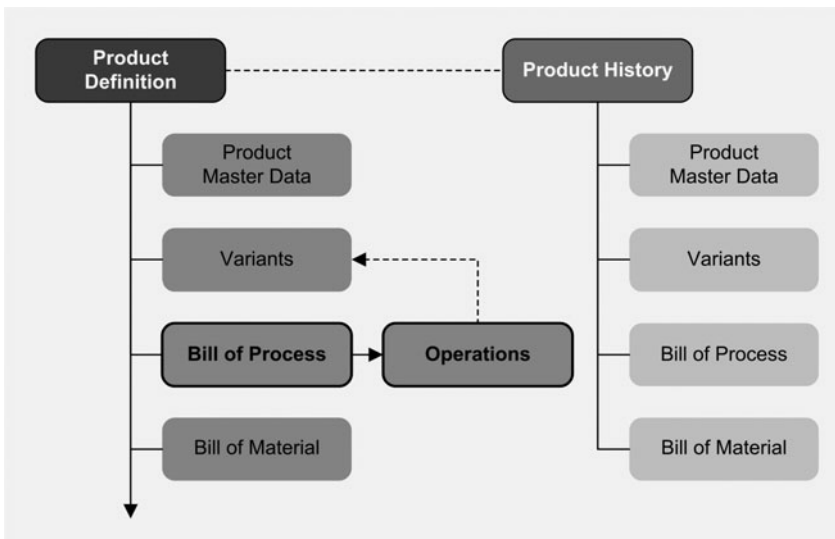 Product
Definition
Product History
Product
Master Data
Product
Master Data
Variants
Variants
Bill of Process
Operations
Bill of Process
Bill of Material
Bill of Material